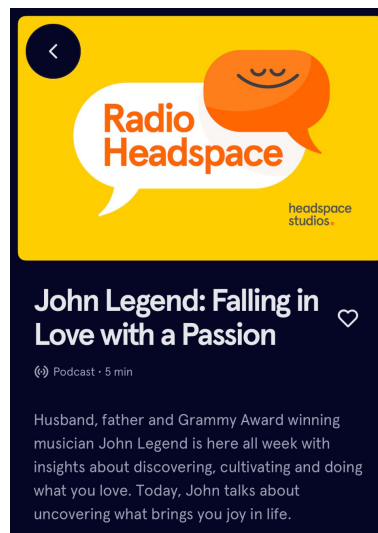 Radio
Headspace
headspace
studios.
John Legend: Falling in
Love with a Passion
Podcast • 5 min
Husband, father and Grammy Award winning
musician John Legend is here all week with
insights about discovering, cultivating and doing
what you love. Today, John talks about
uncovering what brings you joy in life.